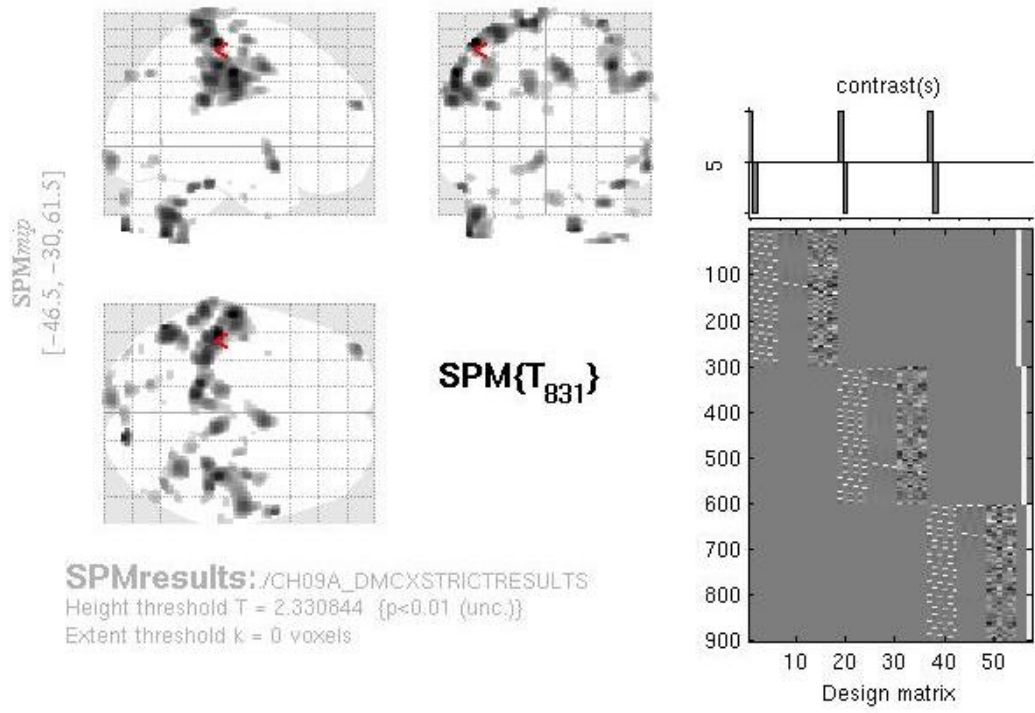 SPMmip
[-46.5, -30, 61.5]
SPM{T831}
SPMresults: ./CH09A_DMCXSTRICTRESULTS
Height threshold T = 2.330844 {p<0.01 (unc.)}
Extent threshold k = 0 voxels
contrast(s)
5
100
200
300
400
500
600
700
800
900
10 20 30 40 50
Design matrix